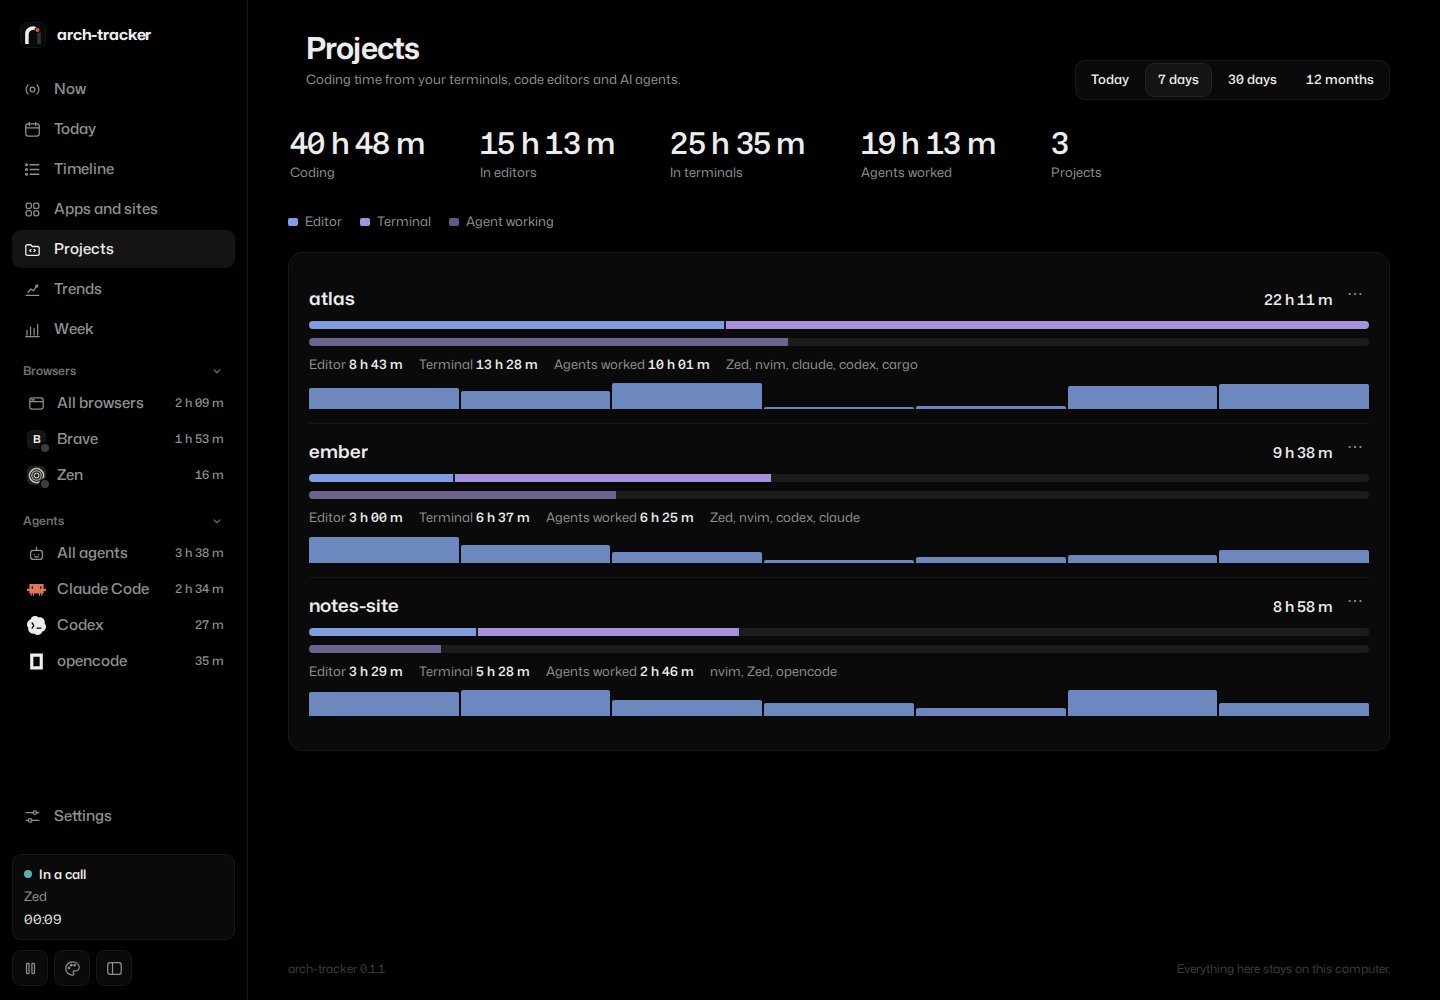 arch-tracker
Now
Today
Timeline
Apps and sites
Projects
Trends
Week
Browsers
All browsers 2 h 09 m
B Brave 1 h 53 m
Zen 16 m
Agents
All agents 3 h 38 m
Claude Code 2 h 34 m
Codex 27 m
opencode 35 m
Settings
In a call
Zed
00:09
Projects
Coding time from your terminals, code editors and AI agents.
Today 7 days 30 days 12 months
40 h 48 m 15 h 13 m 25 h 35 m 19 h 13 m 3
Coding In editors In terminals Agents worked Projects
Editor Terminal Agent working
atlas 22 h 11 m ...
Editor 8 h 43 m Terminal 13 h 28 m Agents worked 10 h 01 m Zed, nvim, claude, codex, cargo
ember 9 h 38 m ...
Editor 3 h 00 m Terminal 6 h 37 m Agents worked 6 h 25 m Zed, nvim, codex, claude
notes-site 8 h 58 m ...
Editor 3 h 29 m Terminal 5 h 28 m Agents worked 2 h 46 m nvim, Zed, opencode
arch-tracker 0.1.1 Everything here stays on this computer.